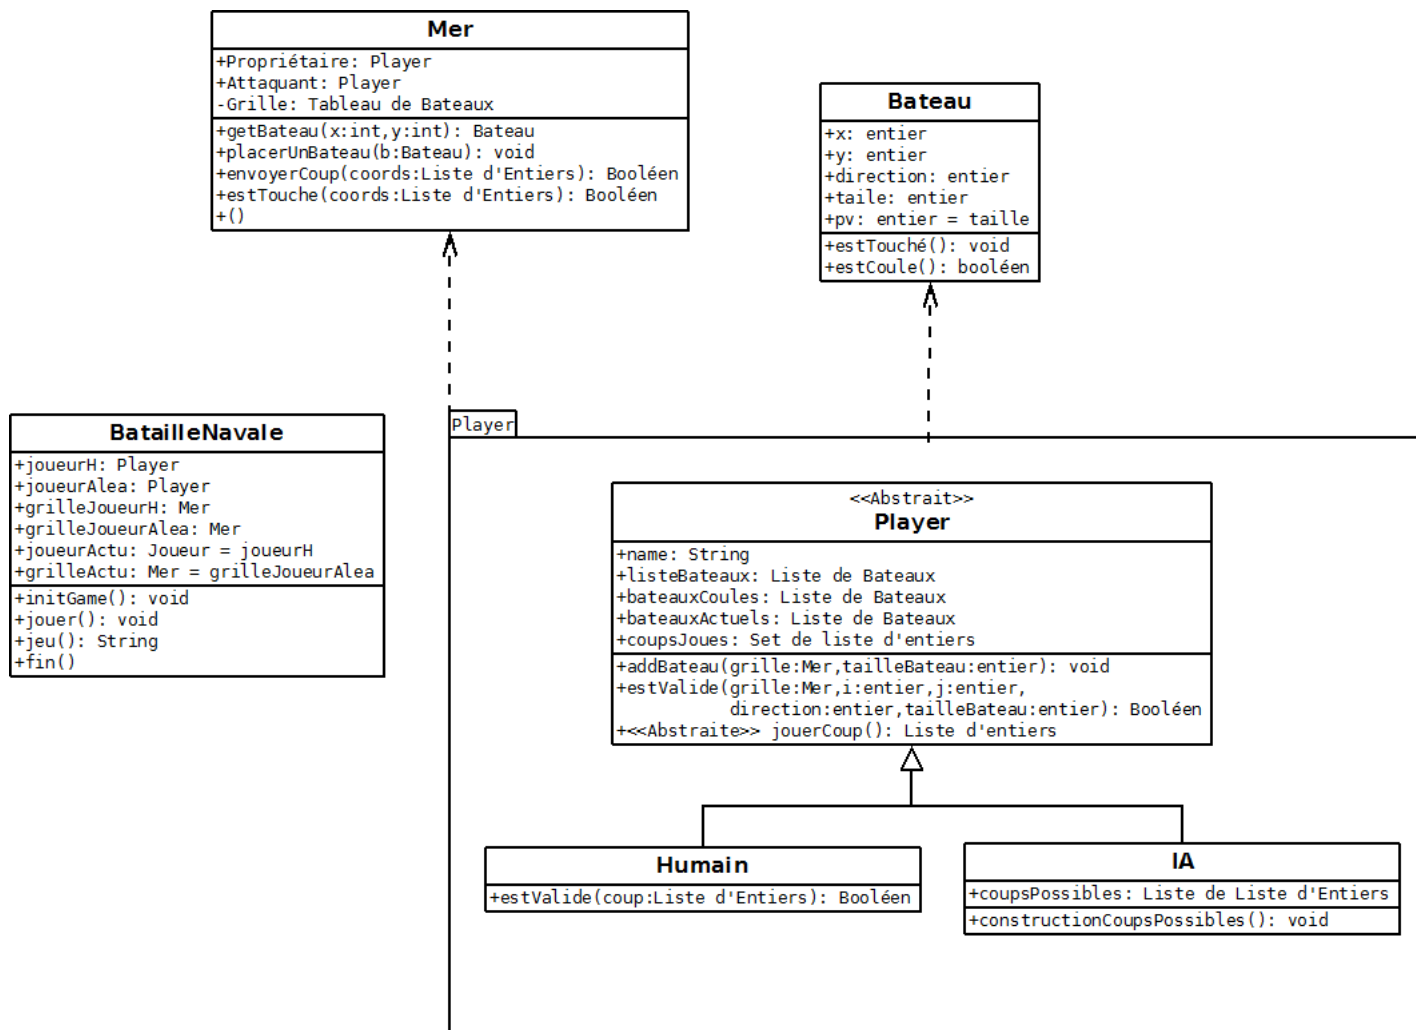 Mer
+Propriétaire: Player
+Attaquant: Player
-Grille: Tableau de Bateaux
+getBateau(x:int,y:int): Bateau
+placerUnBateau(b:Bateau): void
+envoyerCoup(coords:Liste d'Entiers): Booléen
+estTouche(coords:Liste d'Entiers): Booléen
+()
Bateau
+x: entier
+y: entier
+direction: entier
+taile: entier
+pv: entier = taille
+estTouché(): void
+estCoule(): booléen
BatailleNavale
+joueurH: Player
+joueurAlea: Player
+grilleJoueurH: Mer
+grilleJoueurAlea: Mer
+joueurActu: Joueur = joueurH
+grilleActu: Mer = grilleJoueurAlea
+initGame(): void
+jouer(): void
+jeu(): String
+fin()
Player
<<Abstrait>>
Player
+name: String
+listeBateaux: Liste de Bateaux
+bateauxCoules: Liste de Bateaux
+bateauxActuels: Liste de Bateaux
+coupsJoues: Set de liste d'entiers
+addBateau(grille:Mer,tailleBateau:entier): void
+estValide(grille:Mer,i:entier,j:entier,
direction:entier,tailleBateau:entier): Booléen
+<<Abstraite>> jouerCoup(): Liste d'entiers
Humain
+estValide(coup:Liste d'Entiers): Booléen
IA
+coupsPossibles: Liste de Liste d'Entiers
+constructionCoupsPossibles(): void